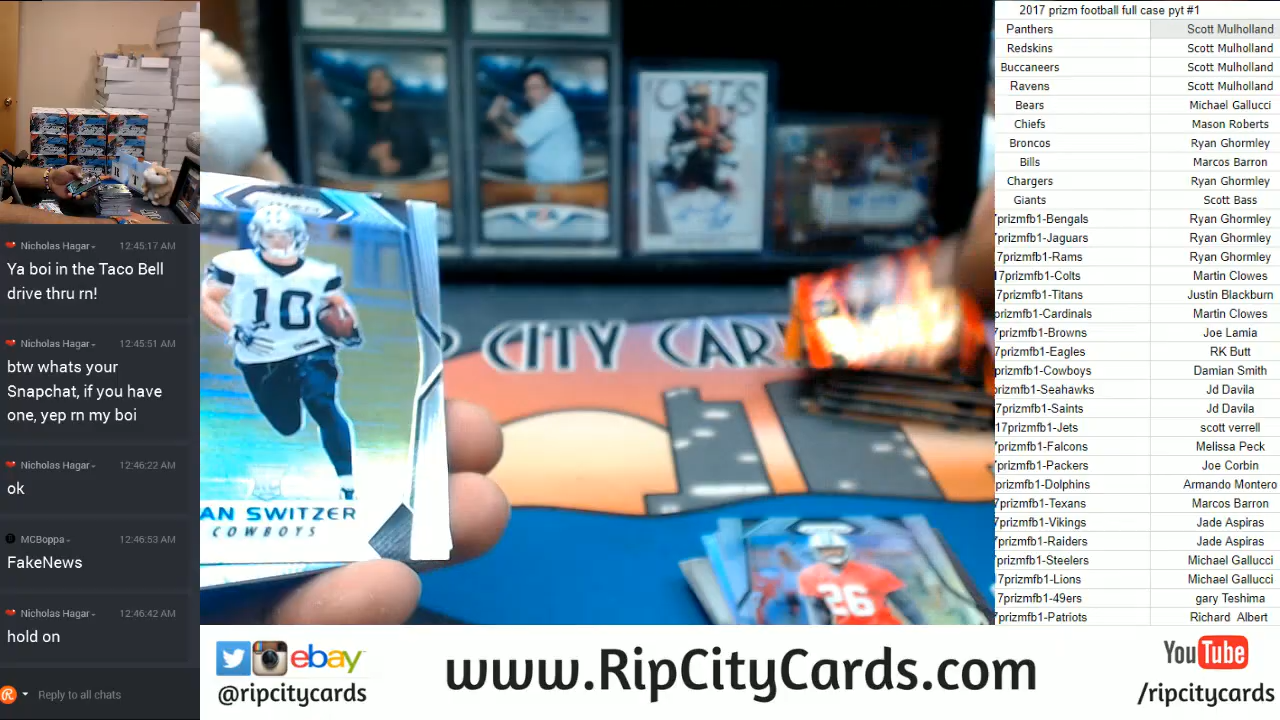 Nicholas Hagar 12:45:17 AM
Ya boi in the Taco Bell
drive thru rn!
Nicholas Hagar 12:45:51 AM
btw whats your
Snapchat, if you have
one, yep rn my boi
Nicholas Hagar 12:46:22 AM
ok
MCBoppa 12:46:53 AM
FakeNews
Nicholas Hagar 12:46:42 AM
hold on
Reply to all chats
10
AN SWITZER
COWBOYS
CITY CAR
26
2017 prizm football full case pyt #1
Panthers Scott Mulholland
Redskins Scott Mulholland
Buccaneers Scott Mulholland
Ravens Scott Mulholland
Bears Michael Gallucci
Chiefs Mason Roberts
Broncos Ryan Ghormley
Bills Marcos Barron
Chargers Ryan Ghormley
Giants Scott Bass
7prizmfb1-Bengals Ryan Ghormley
7prizmfb1-Jaguars Ryan Ghormley
7prizmfb1-Rams Ryan Ghormley
17prizmfb1-Colts Martin Clowes
7prizmfb1-Titans Justin Blackburn
prizmfb1-Cardinals Martin Clowes
7prizmfb1-Browns Joe Lamia
7prizmfb1-Eagles RK Butt
prizmfb1-Cowboys Damian Smith
prizmfb1-Seahawks Jd Davila
7prizmfb1-Saints Jd Davila
17prizmfb1-Jets scott verrell
7prizmfb1-Falcons Melissa Peck
7prizmfb1-Packers Joe Corbin
prizmfb1-Dolphins Armando Montero
7prizmfb1-Texans Marcos Barron
7prizmfb1-Vikings Jade Aspiras
7prizmfb1-Raiders Jade Aspiras
7prizmfb1-Steelers Michael Gallucci
7prizmfb1-Lions Michael Gallucci
7prizmfb1-49ers gary Teshima
7prizmfb1-Patriots Richard Albert
ebay
@ripcitycards
www.RipCityCards.com
YouTube
/ripcitycards